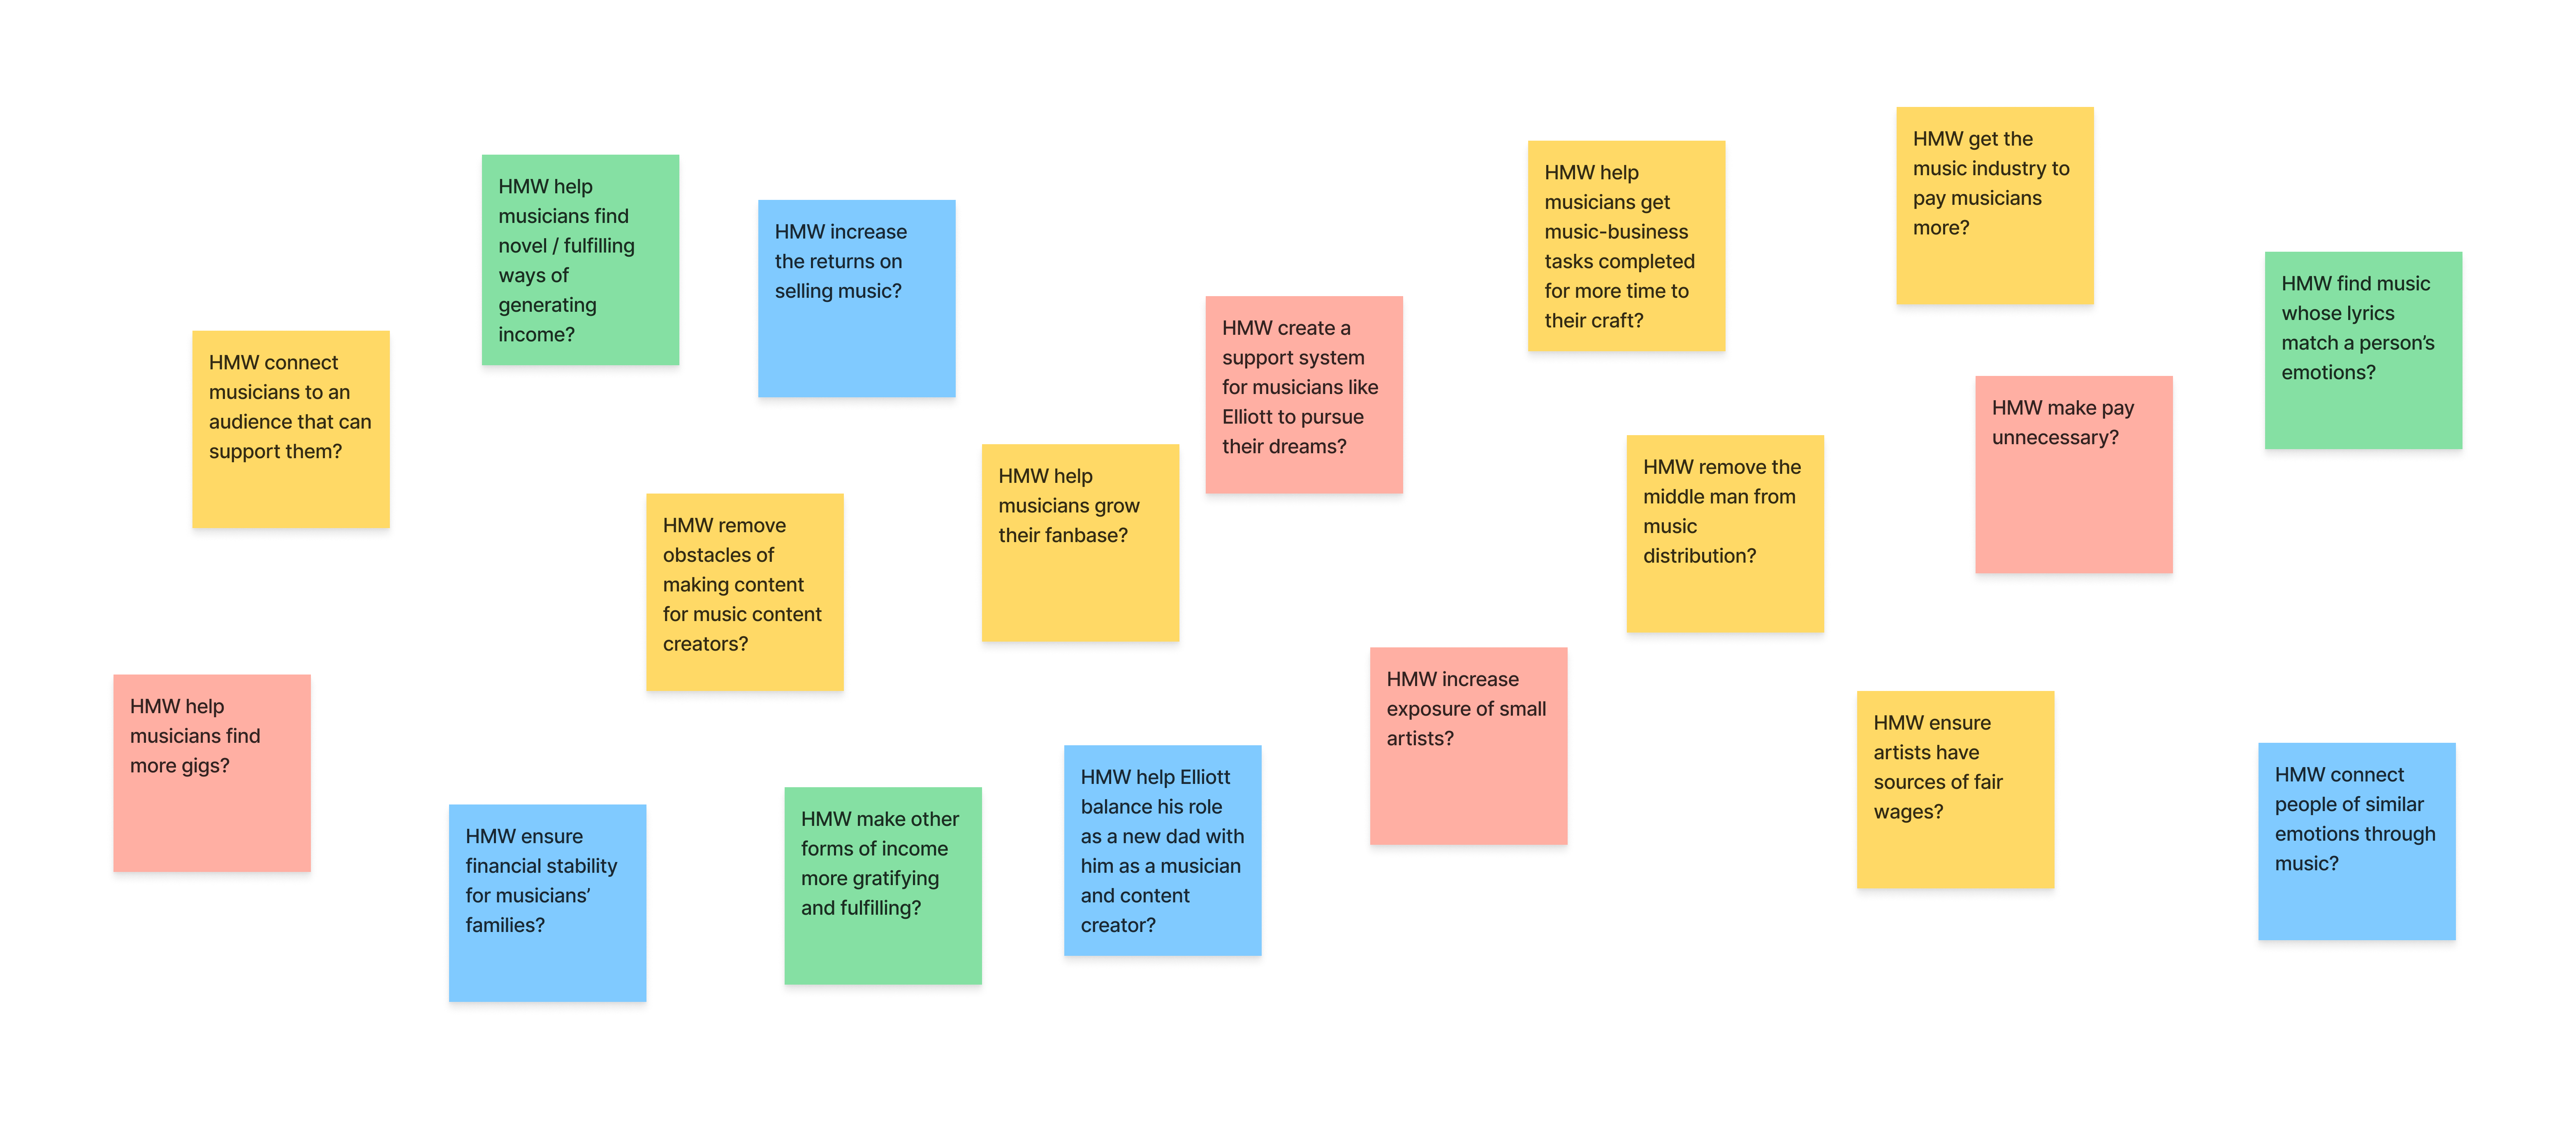 HMW connect
musicians to an
audience that can
support them?
HMW help
musicians find
novel / fulfilling
ways of
generating
income?
HMW increase
the returns on
selling music?
HMW create a
support system
for musicians like
Elliott to pursue
their dreams?
HMW help
musicians get
music-business
tasks completed
for more time to
their craft?
HMW get the
music industry to
pay musicians
more?
HMW find music
whose lyrics
match a person’s
emotions?
HMW make pay
unnecessary?
HMW remove the
middle man from
music
distribution?
HMW help
musicians grow
their fanbase?
HMW remove
obstacles of
making content
for music content
creators?
HMW help
musicians find
more gigs?
HMW ensure
financial stability
for musicians’
families?
HMW make other
forms of income
more gratifying
and fulfilling?
HMW help Elliott
balance his role
as a new dad with
him as a musician
and content
creator?
HMW increase
exposure of small
artists?
HMW ensure
artists have
sources of fair
wages?
HMW connect
people of similar
emotions through
music?